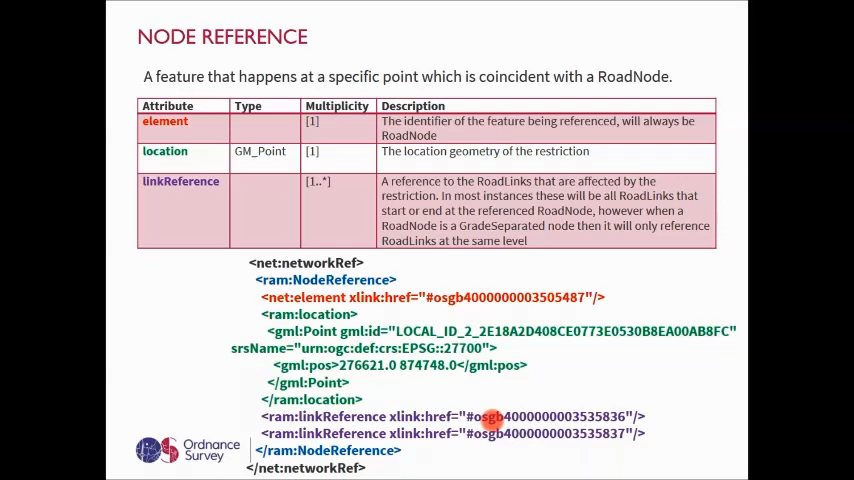 NODE REFERENCE
A feature that happens at a specific point which is coincident with a RoadNode.
Attribute Type Multiplicity Description
element [1] The identifier of the feature being referenced, will always be
RoadNode
location GM_Point [1] The location geometry of the restriction
linkReference [1..*] A reference to the RoadLinks that are affected by the
restriction. In most instances these will be all RoadLinks that
start or end at the referenced RoadNode, however when a
RoadNode is a GradeSeparated node then it will only reference
RoadLinks at the same level
<net:networkRef>
<ram:NodeReference>
<net:element xlink:href="#osgb4000000003505487"/>
<ram:location>
<gml:Point gml:id="LOCAL_ID_2_2E18A2D408CE0773E0530B8EA00AB8FC"
srsName="urn:ogc:def:crs:EPSG::27700">
<gml:pos>276621.0 874748.0</gml:pos>
</gml:Point>
</ram:location>
<ram:linkReference xlink:href="#osgb4000000003535836"/>
<ram:linkReference xlink:href="#osgb4000000003535837"/>
</ram:NodeReference>
</net:networkRef>
OS Ordnance
Survey